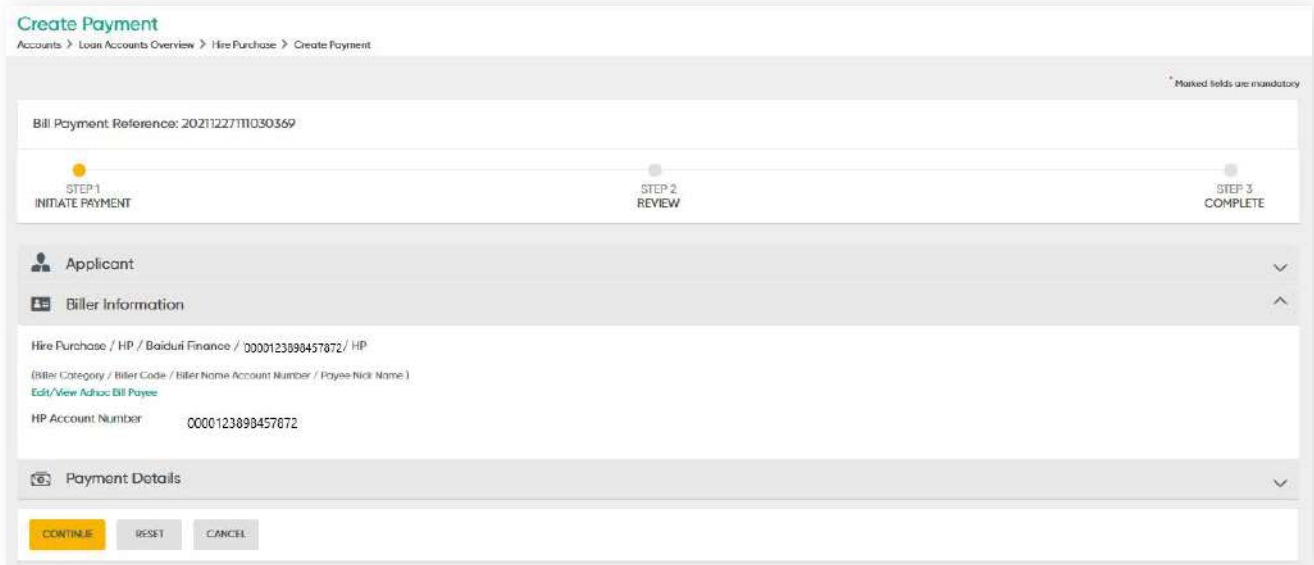 Create Payment
Accounts > Loan Accounts Overview > Hire Purchase > Create Payment
* Marked fields are mandatory
Bill Payment Reference: 20211227111030369
STEP 1
INITIATE PAYMENT
STEP 2
REVIEW
STEP 3
COMPLETE
Applicant
Biller Information
Hire Purchase / HP / Baiduri Finance / 0000123898457872/ HP
(Biller Category / Biller Code / Biller Name Account Number / Payee Nick Name )
Edit/View Adhoc Bill Payee
HP Account Number 0000123898457872
Payment Details
CONTINUE RESET CANCEL